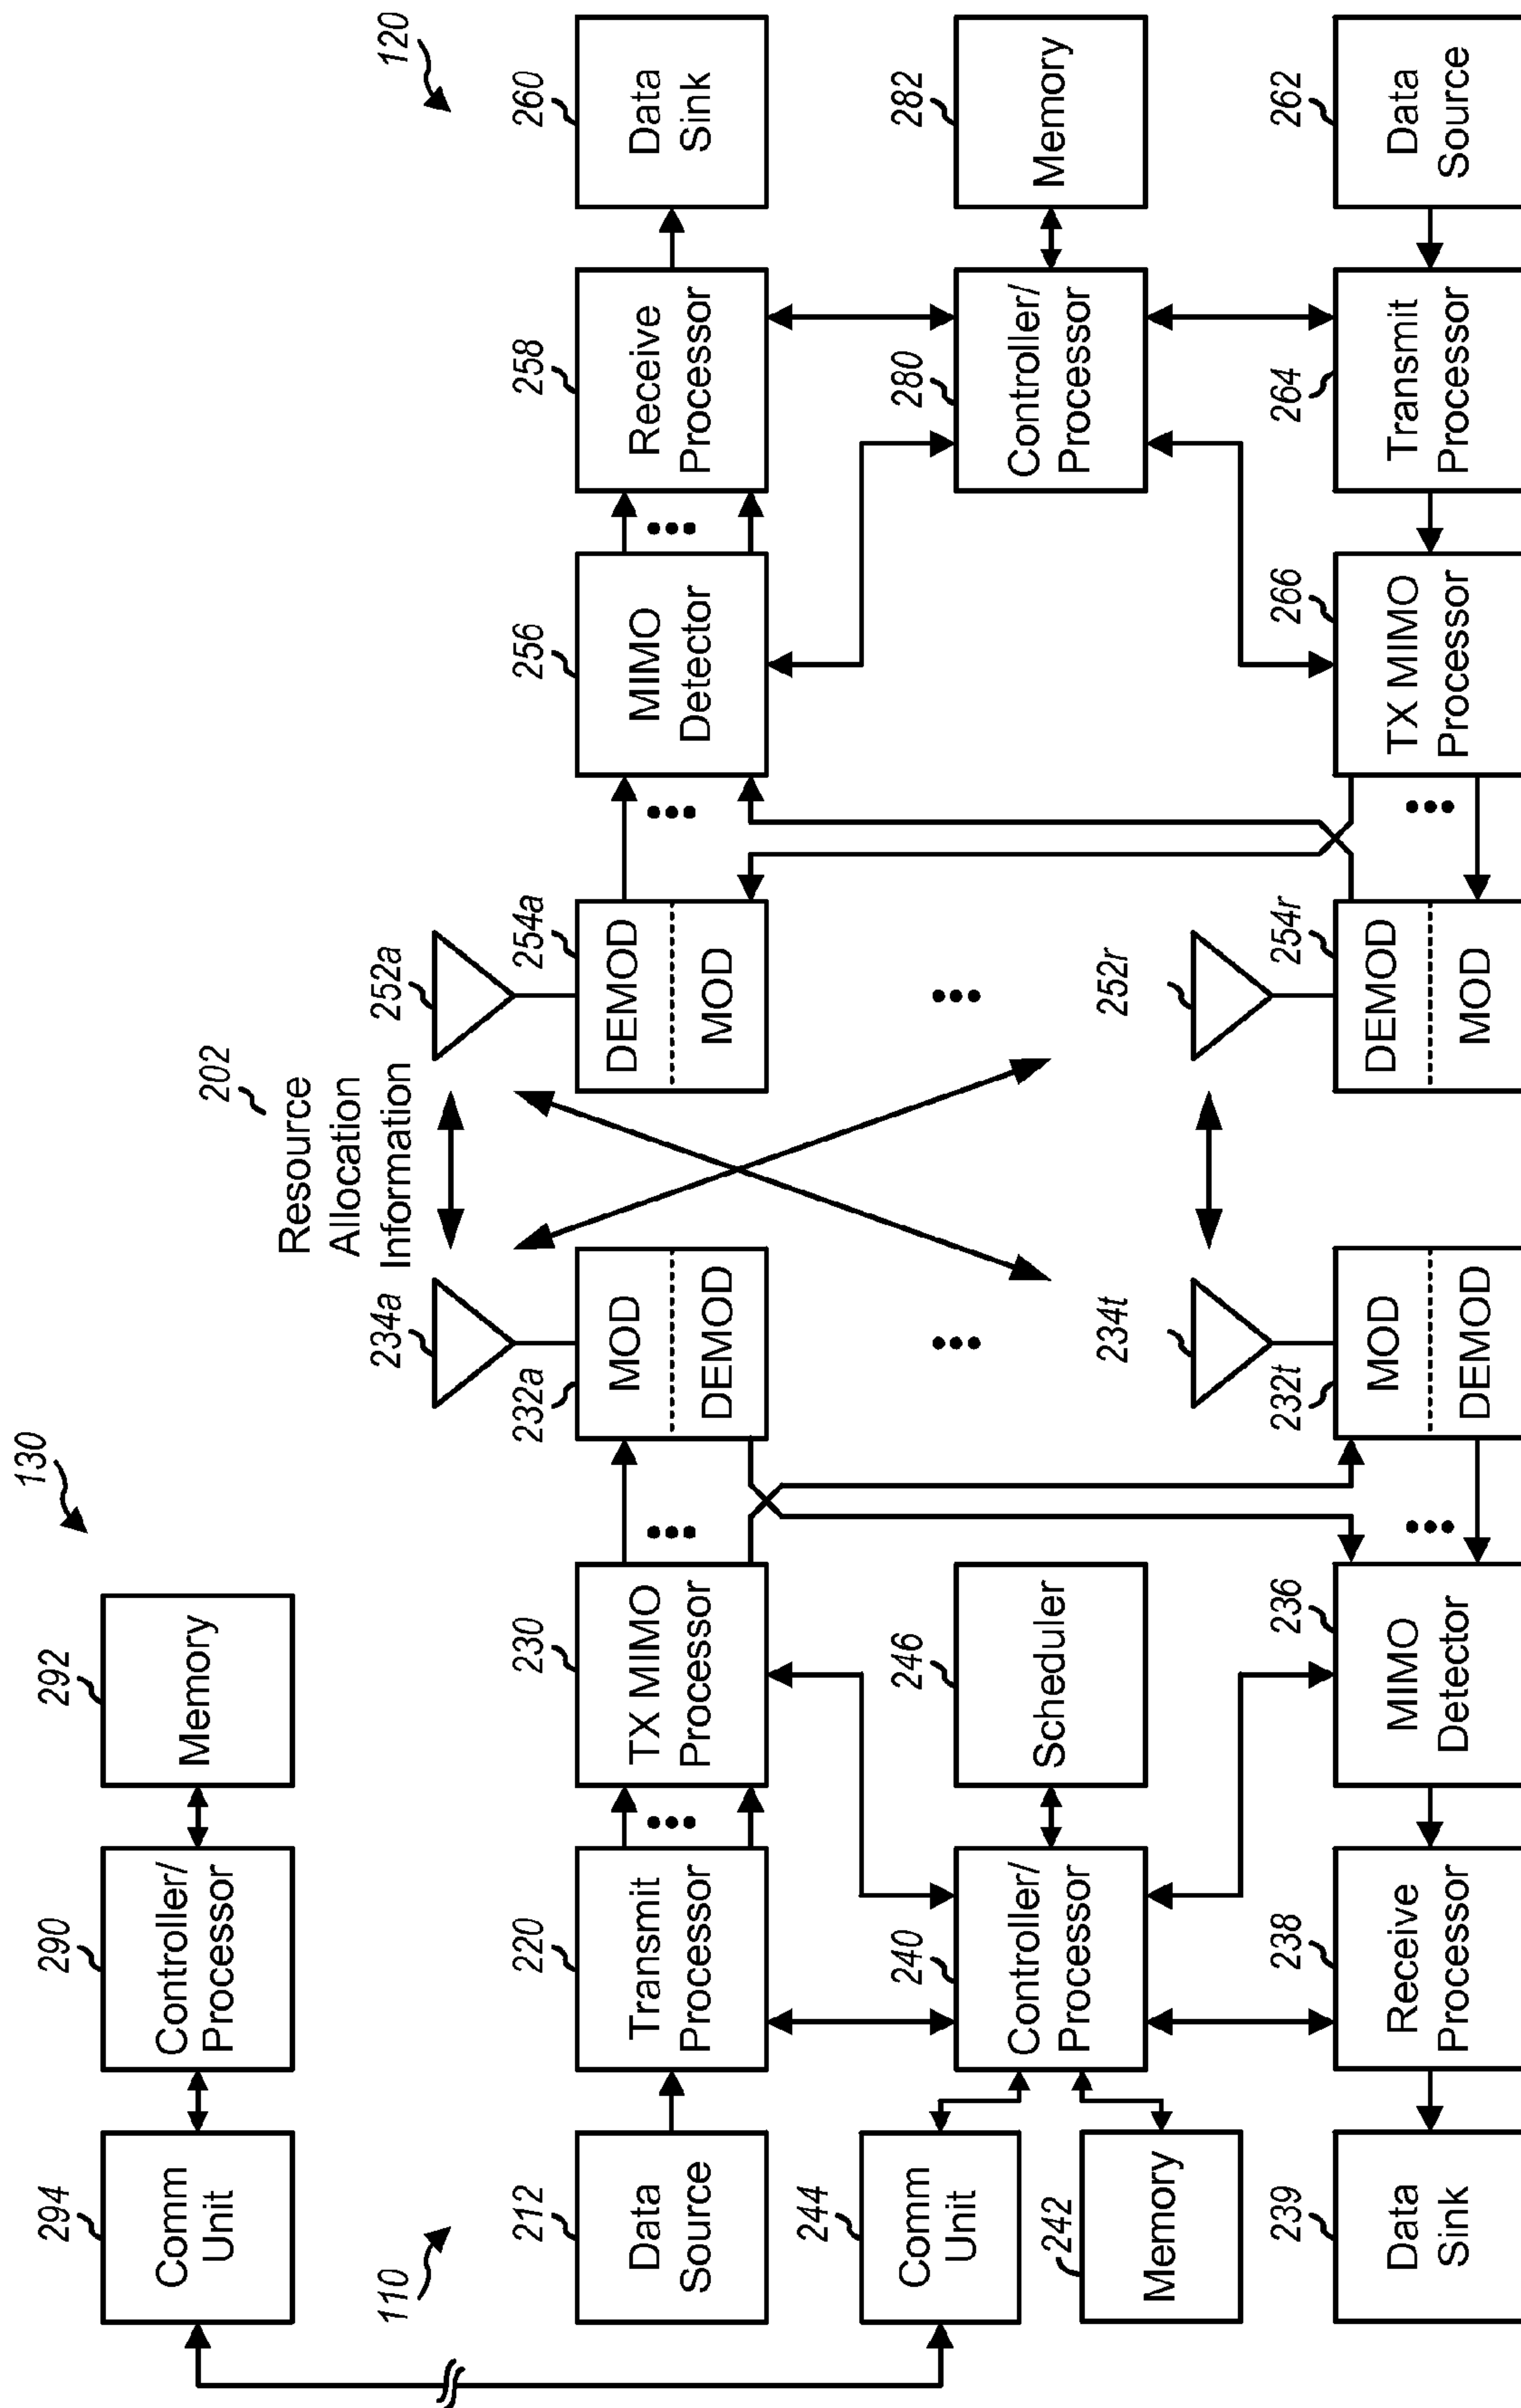 130
294
Comm
Unit
290
Controller/
Processor
292
Memory
202
Resource
Allocation
Information
110
120
212
Data
Source
220
Transmit
Processor
230
TX MIMO
Processor
232a
MOD
DEMOD
234a
252a
254a
DEMOD
MOD
256
MIMO
Detector
258
Receive
Processor
260
Data
Sink
244
Comm
Unit
242
Memory
240
Controller/
Processor
246
Scheduler
280
Controller/
Processor
282
Memory
239
Data
Sink
238
Receive
Processor
236
MIMO
Detector
232t
MOD
DEMOD
234t
252r
254r
DEMOD
MOD
266
TX MIMO
Processor
264
Transmit
Processor
262
Data
Source